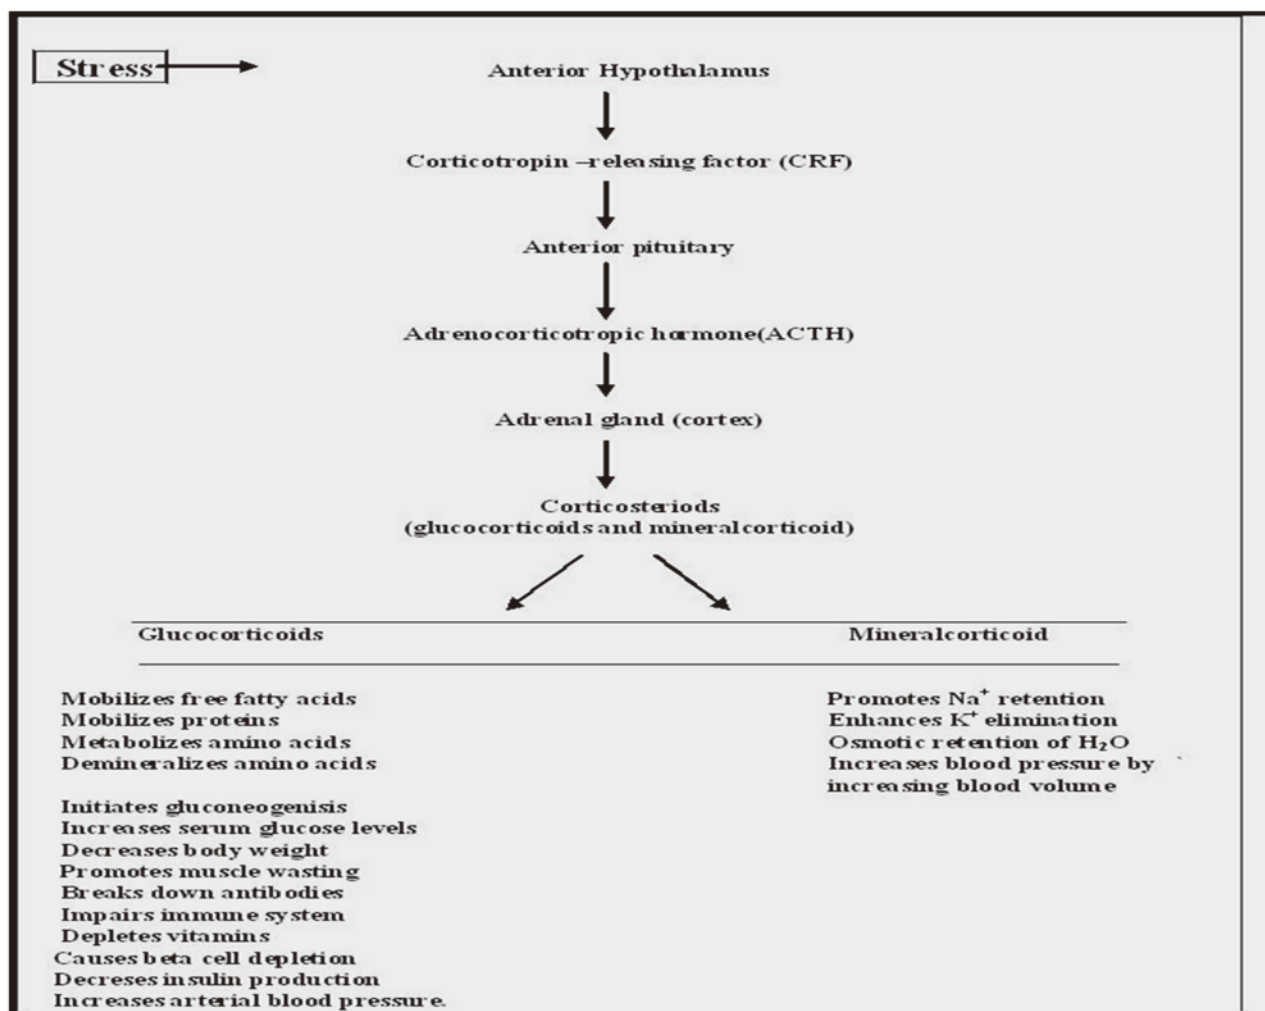 Stress
Anterior Hypothalamus
Corticotropin –releasing factor (CRF)
Anterior pituitary
Adrenocorticotropic hormone(ACTH)
Adrenal gland (cortex)
Corticosteriods
(glucocorticoids and mineralcorticoid)
Glucocorticoids
Mineralcorticoid
Mobilizes free fatty acids
Mobilizes proteins
Metabolizes amino acids
Demineralizes amino acids
Initiates gluconeogenisis
Increases serum glucose levels
Decreases body weight
Promotes muscle wasting
Breaks down antibodies
Impairs immune system
Depletes vitamins
Causes beta cell depletion
Decreses insulin production
Increases arterial blood pressure.
Promotes Na⁺ retention
Enhances K⁺ elimination
Osmotic retention of H₂O
Increases blood pressure by
increasing blood volume